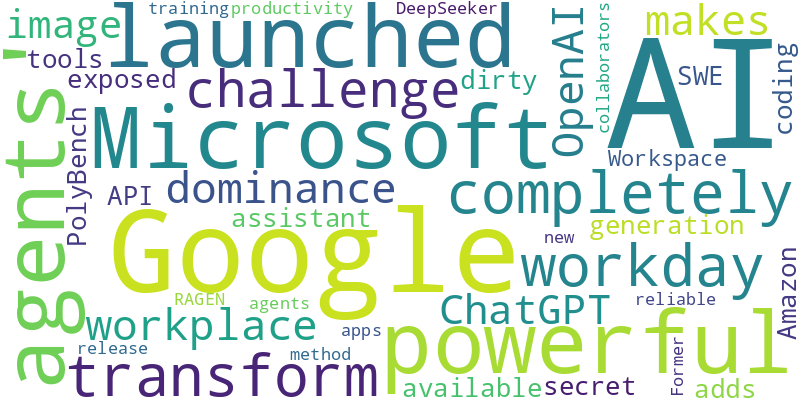 training
productivity
DeepSeeker
image
launched
makes
tools
exposed
challenge
dirty
OpenAI
collaborators
AI
SWE
coding
agents'
PolyBench
Microsoft
Workspace
API
dominance
completely
assistant
generation
Google
new
workday
Amazon
RAGEN
agents
ChatGPT
reliable
workplace
apps
powerful
release
method
transform
available
secret
Former
adds